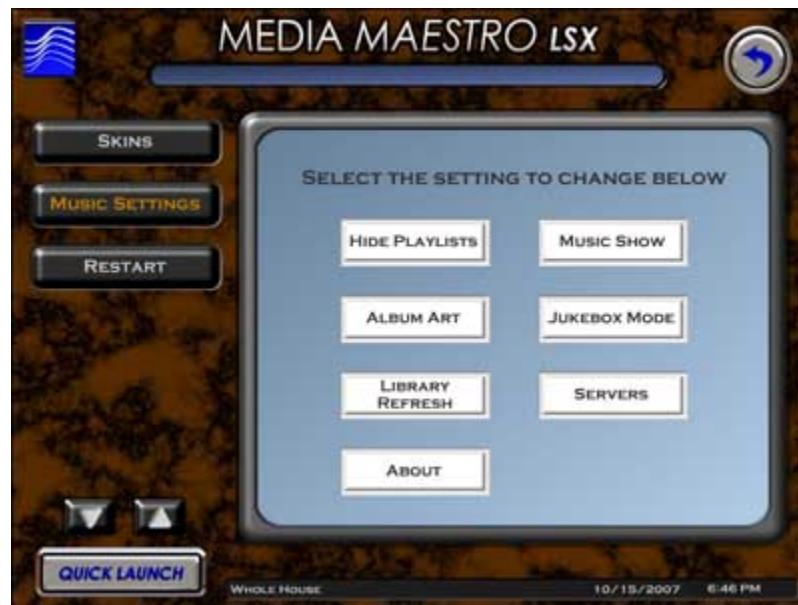 MEDIA MAESTRO LSX
SKINS
MUSIC SETTINGS
RESTART
SELECT THE SETTING TO CHANGE BELOW
HIDE PLAYLISTS
MUSIC SHOW
ALBUM ART
JUKEBOX MODE
LIBRARY
REFRESH
SERVERS
ABOUT
QUICK LAUNCH
WHOLE HOUSE
10/15/2007 6:46 PM